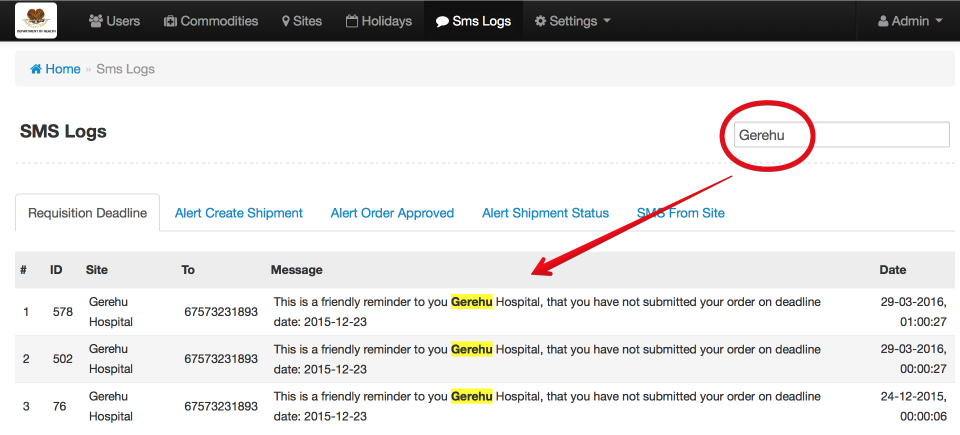 DEPARTMENT OF HEALTH
Users Commodities Sites Holidays Sms Logs Settings Admin
Home » Sms Logs
SMS Logs
Gerehu
Requisition Deadline Alert Create Shipment Alert Order Approved Alert Shipment Status SMS From Site
# ID Site To Message Date
1 578 Gerehu Hospital 67573231893 This is a friendly reminder to you Gerehu Hospital, that you have not submitted your order on deadline date: 2015-12-23 29-03-2016, 01:00:27
2 502 Gerehu Hospital 67573231893 This is a friendly reminder to you Gerehu Hospital, that you have not submitted your order on deadline date: 2015-12-23 29-03-2016, 00:00:27
3 76 Gerehu Hospital 67573231893 This is a friendly reminder to you Gerehu Hospital, that you have not submitted your order on deadline date: 2015-12-23 24-12-2015, 00:00:06